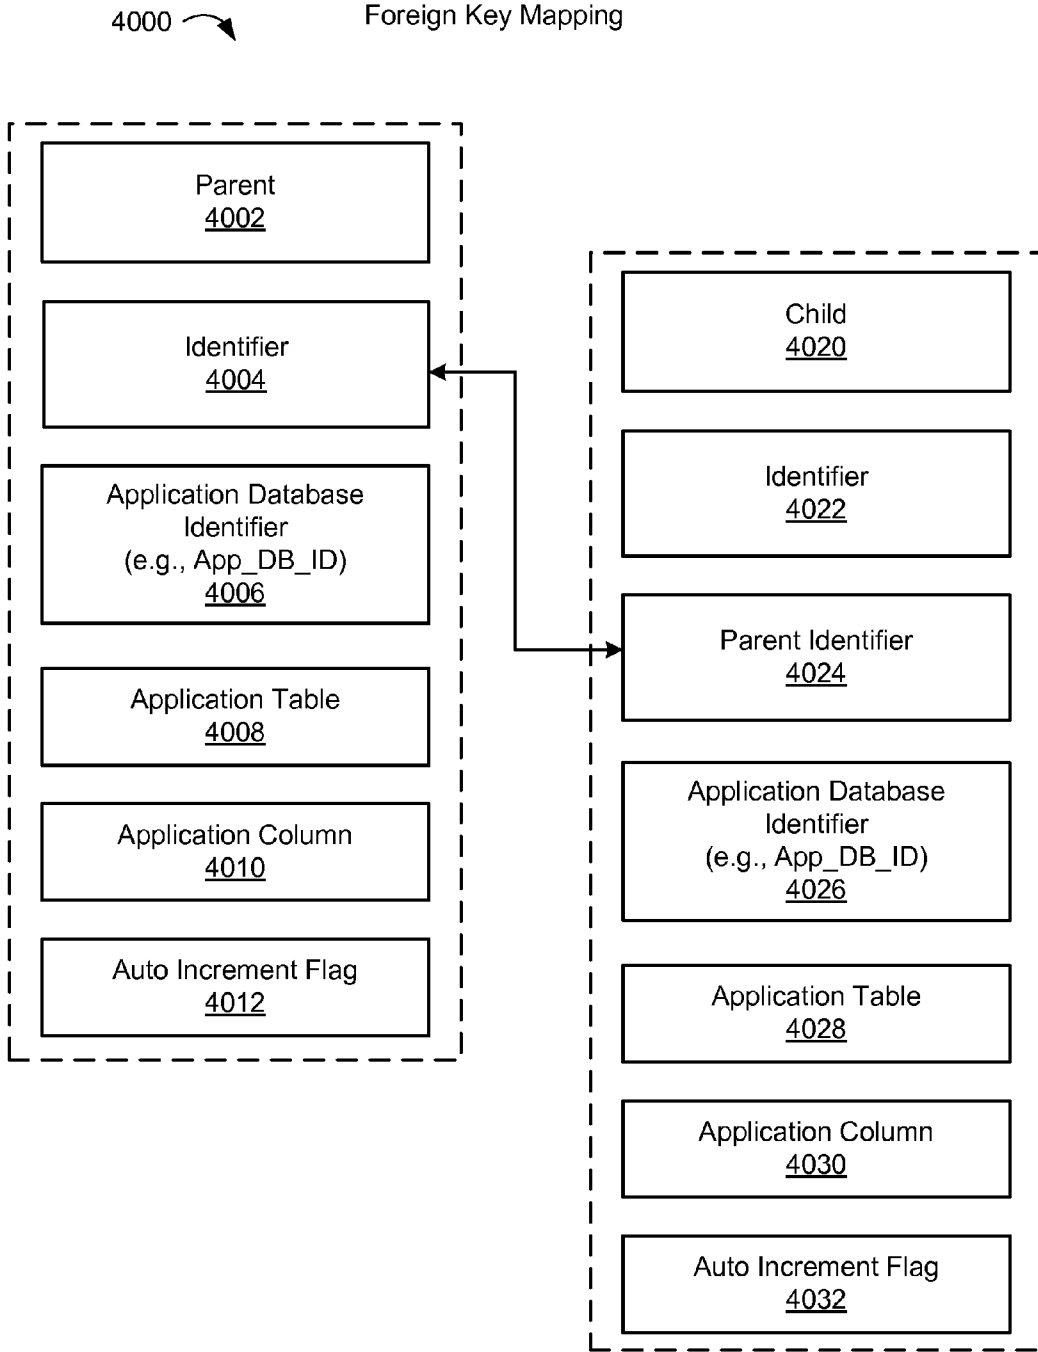 4000
Foreign Key Mapping
Parent
4002
Identifier
4004
Application Database
Identifier
(e.g., App_DB_ID)
4006
Application Table
4008
Application Column
4010
Auto Increment Flag
4012
Child
4020
Identifier
4022
Parent Identifier
4024
Application Database
Identifier
(e.g., App_DB_ID)
4026
Application Table
4028
Application Column
4030
Auto Increment Flag
4032